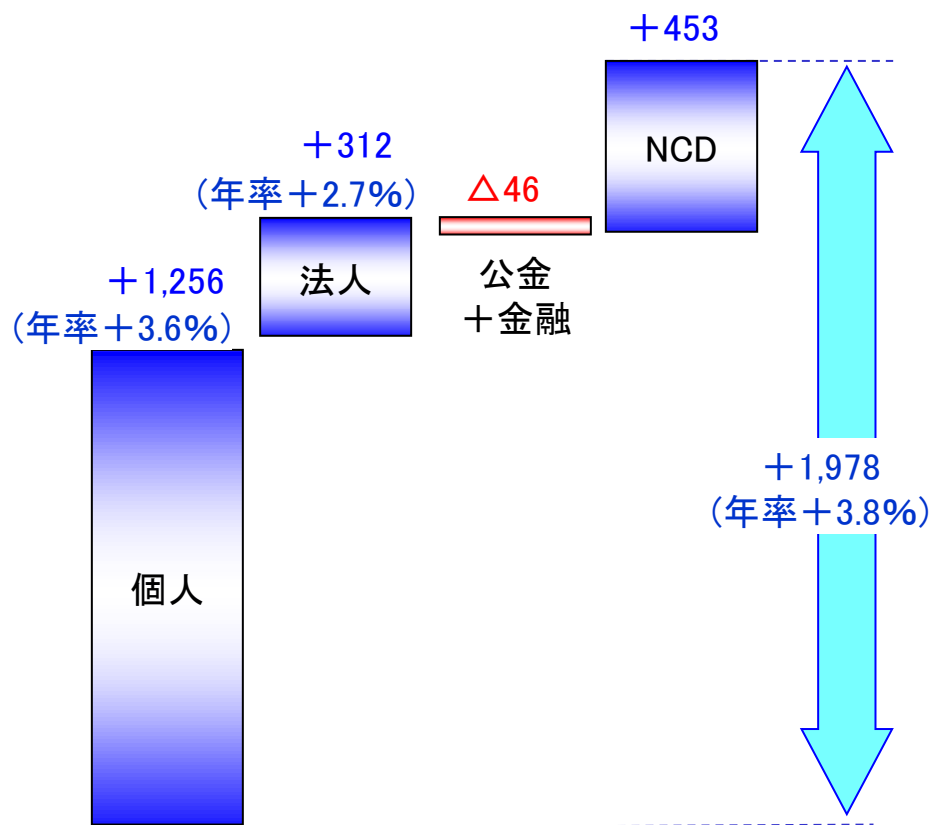 +1,256
(年率+3.6%)
個人
+312
(年率+2.7%)
法人
△46
公金
+金融
+453
NCD
+1,978
(年率+3.8%)